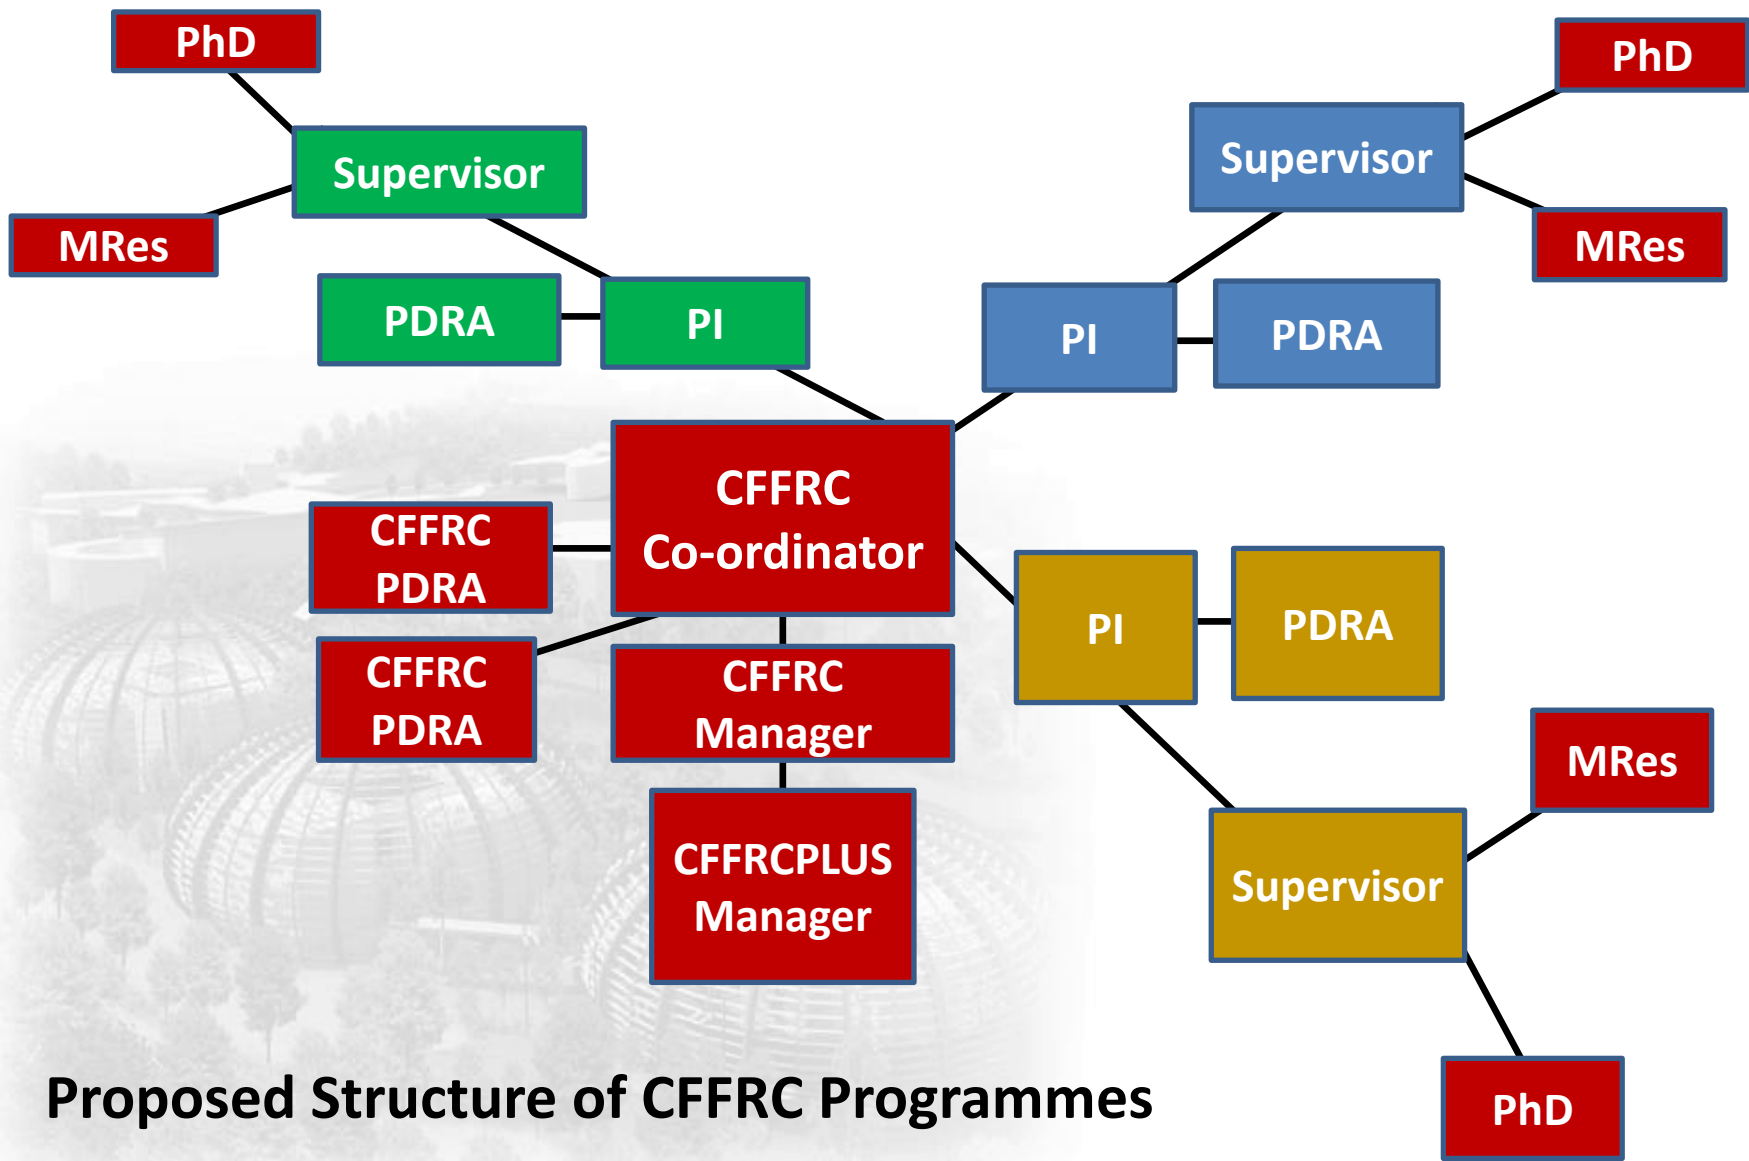 PhD
PhD
Supervisor
Supervisor
MRes
MRes
PDRA
PI
PI
PDRA
CFFRC
Co-ordinator
CFFRC
PDRA
PI
PDRA
CFFRC
PDRA
CFFRC
Manager
MRes
CFFRCPLUS
Manager
Supervisor
Proposed Structure of CFFRC Programmes
PhD